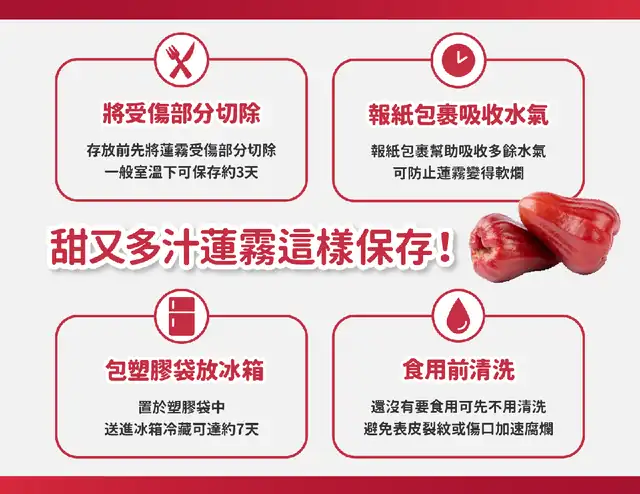 將受傷部分切除
存放前先將蓮霧受傷部分切除
一般室溫下可保存約3天
報紙包裹吸收水氣
報紙包裹幫助吸收多餘水氣
可防止蓮霧變得軟爛
甜又多汁蓮霧這樣保存！
包塑膠袋放冰箱
置於塑膠袋中
送進冰箱冷藏可達約7天
食用前清洗
還沒有要食用可先不用清洗
避免表皮裂紋或傷口加速腐爛